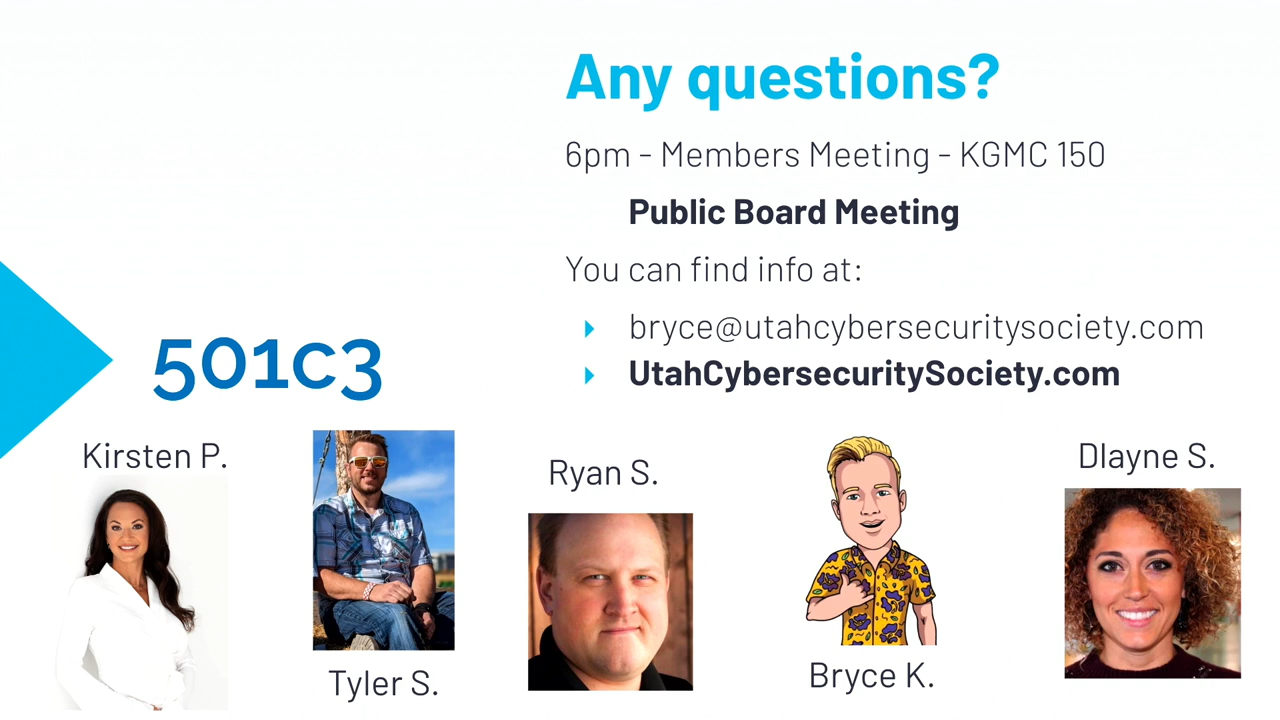 Any questions?
6pm - Members Meeting - KGMC 150
Public Board Meeting
You can find info at:
bryce@utahcybersecuritysociety.com
UtahCybersecuritySociety.com
501c3
Kirsten P.
Tyler S.
Ryan S.
Bryce K.
Dlayne S.